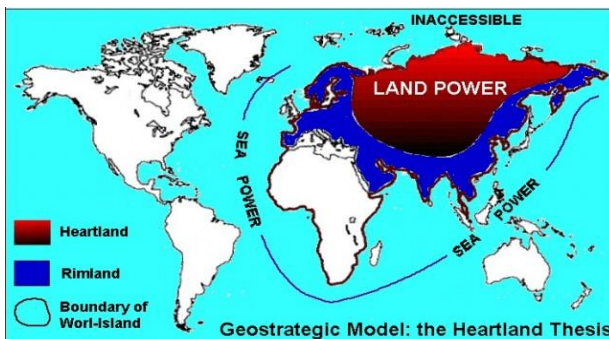 INACCESSIBLE
LAND POWER
SEA POWER
SEA POWER
Heartland
Rimland
Boundary of
Worl-Island
Geostrategic Model: the Heartland Thesis